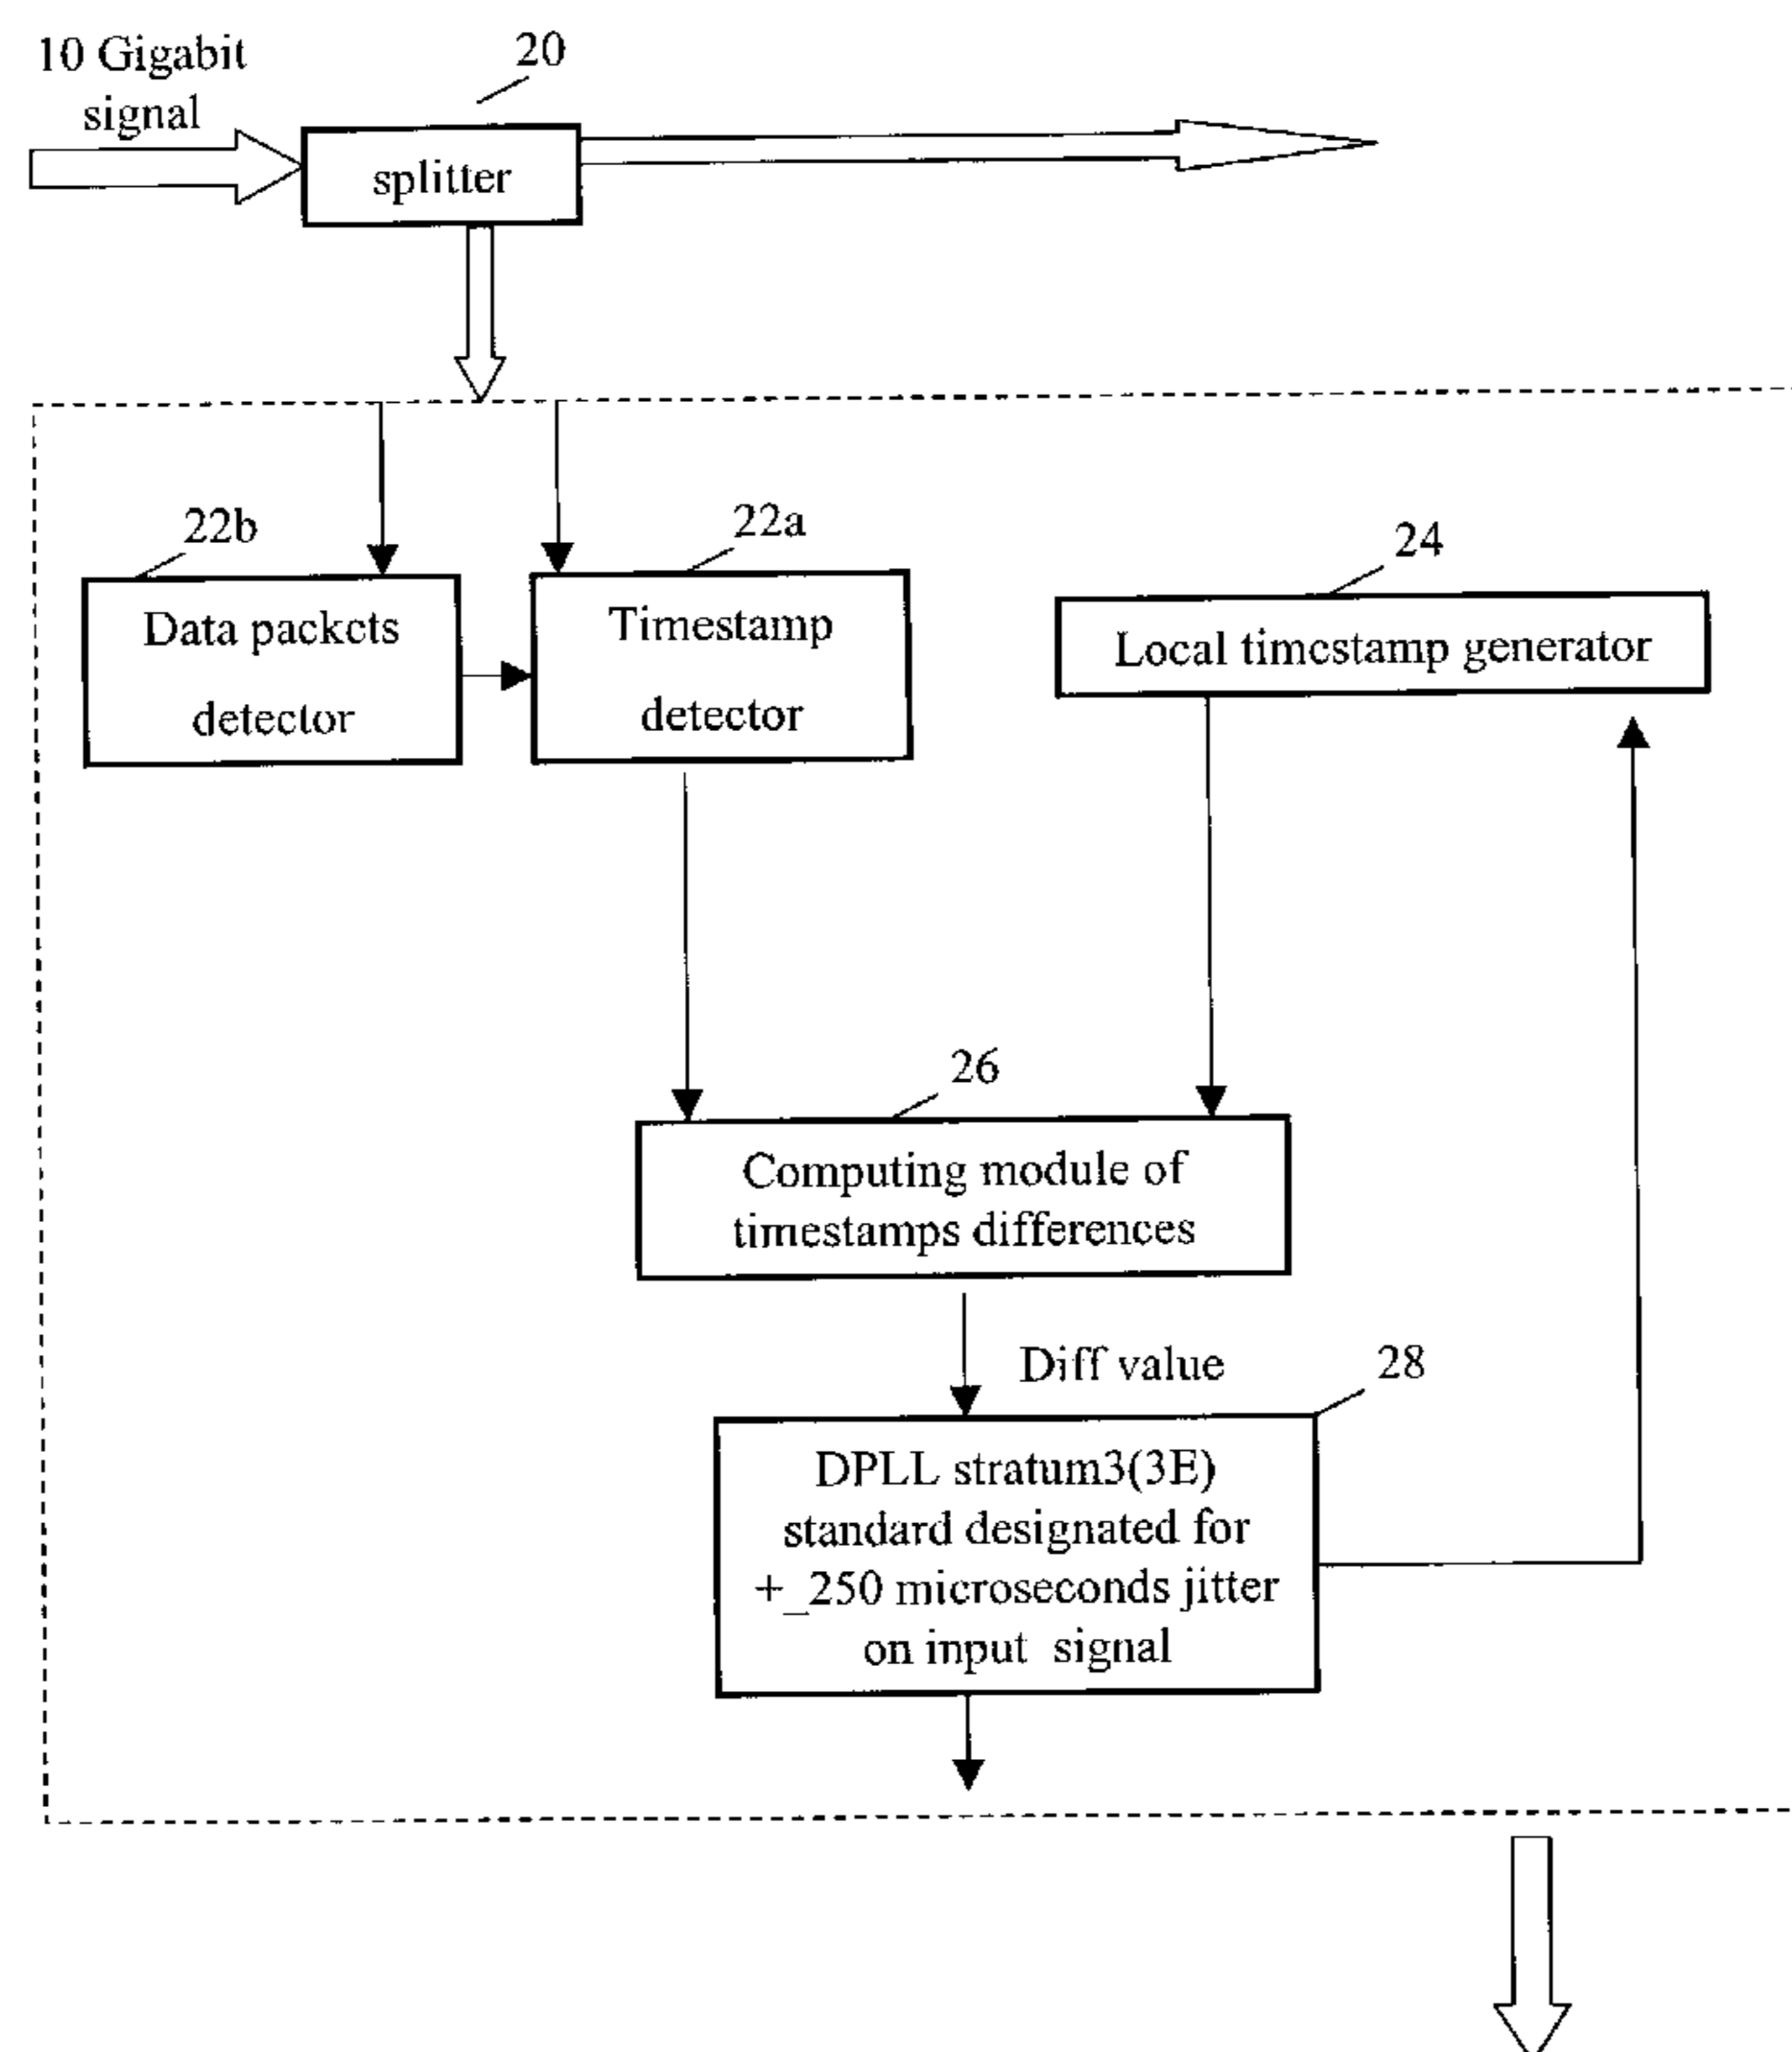 10 Gigabit
signal
20
splitter
22b
22a
24
Data packets
detector
Timestamp
detector
Local timestamp generator
26
Computing module of
timestamps differences
Diff value
28
DPLL stratum3(3E)
standard designated for
+_250 microseconds jitter
on input signal